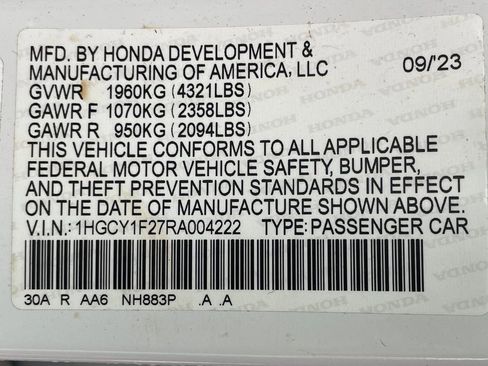 MFD. BY HONDA DEVELOPMENT &
MANUFACTURING OF AMERICA, LLC 09/'23
GVWR 1960KG (4321LBS)
GAWR F 1070KG (2358LBS)
GAWR R 950KG (2094LBS)
THIS VEHICLE CONFORMS TO ALL APPLICABLE
FEDERAL MOTOR VEHICLE SAFETY, BUMPER,
AND THEFT PREVENTION STANDARDS IN EFFECT
ON THE DATE OF MANUFACTURE SHOWN ABOVE.
V.I.N.:1HGCY1F27RA004222 TYPE:PASSENGER CAR
30A R AA6 NH883P .A .A